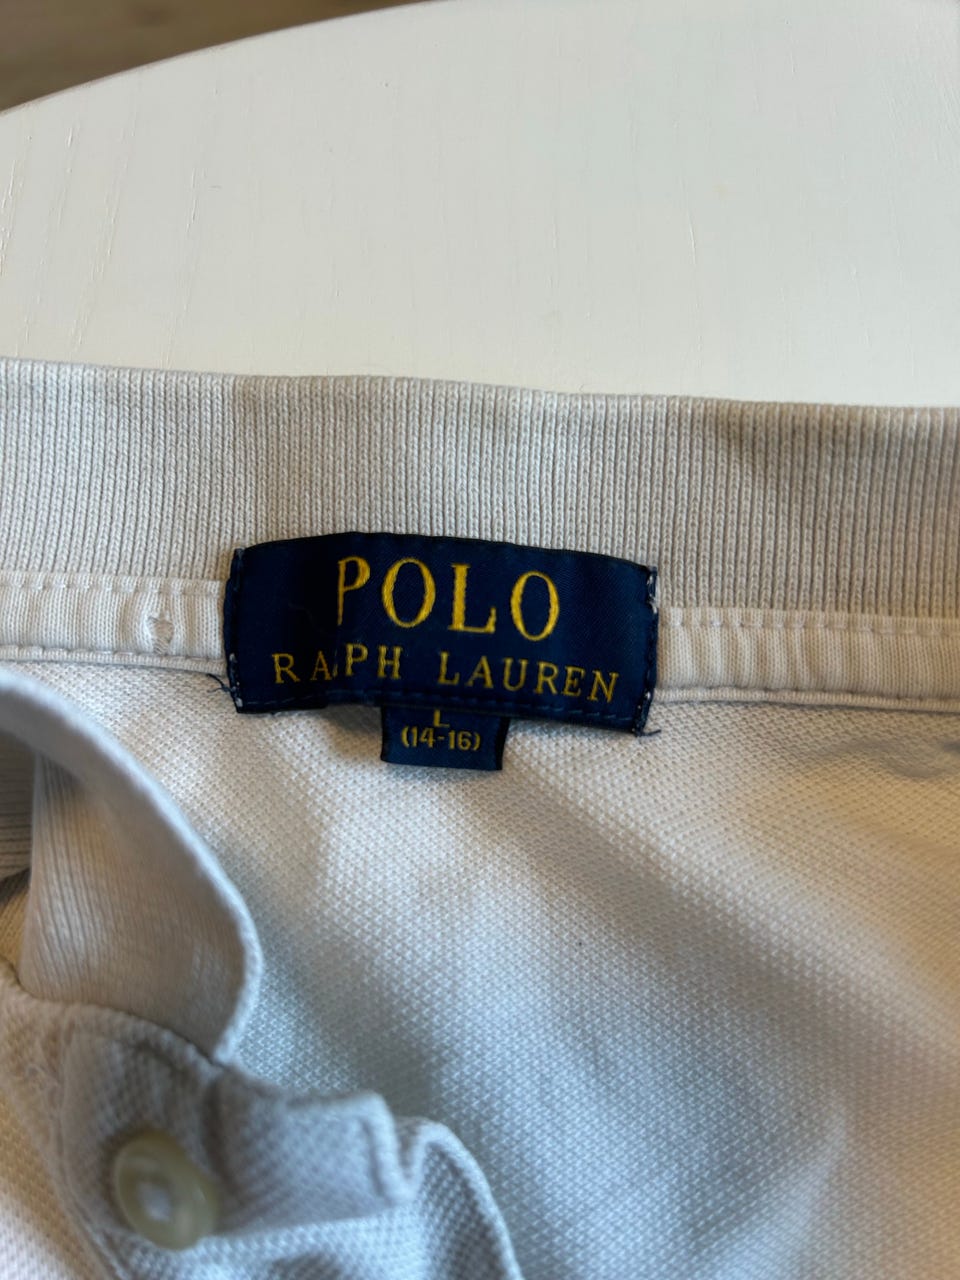 POLO
RALPH LAUREN
L
(14-16)